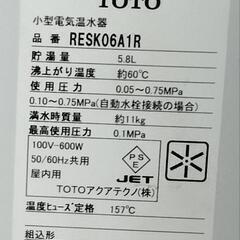 TOTO
小型電気温水器
品番 RESK06A1R
貯湯量 5.8L
沸上がり温度 約60℃
使用圧力 0.05〜0.75MPa
0.10〜0.75MPa(自動水栓接続の場合)
満水時質量 約11kg
最高使用圧力 0.1MPa
100V-600W
50/60Hz共用
屋内用
PS
E
JET
TOTOアクアテクノ(株)
温度ヒューズ定格 157℃
組込形